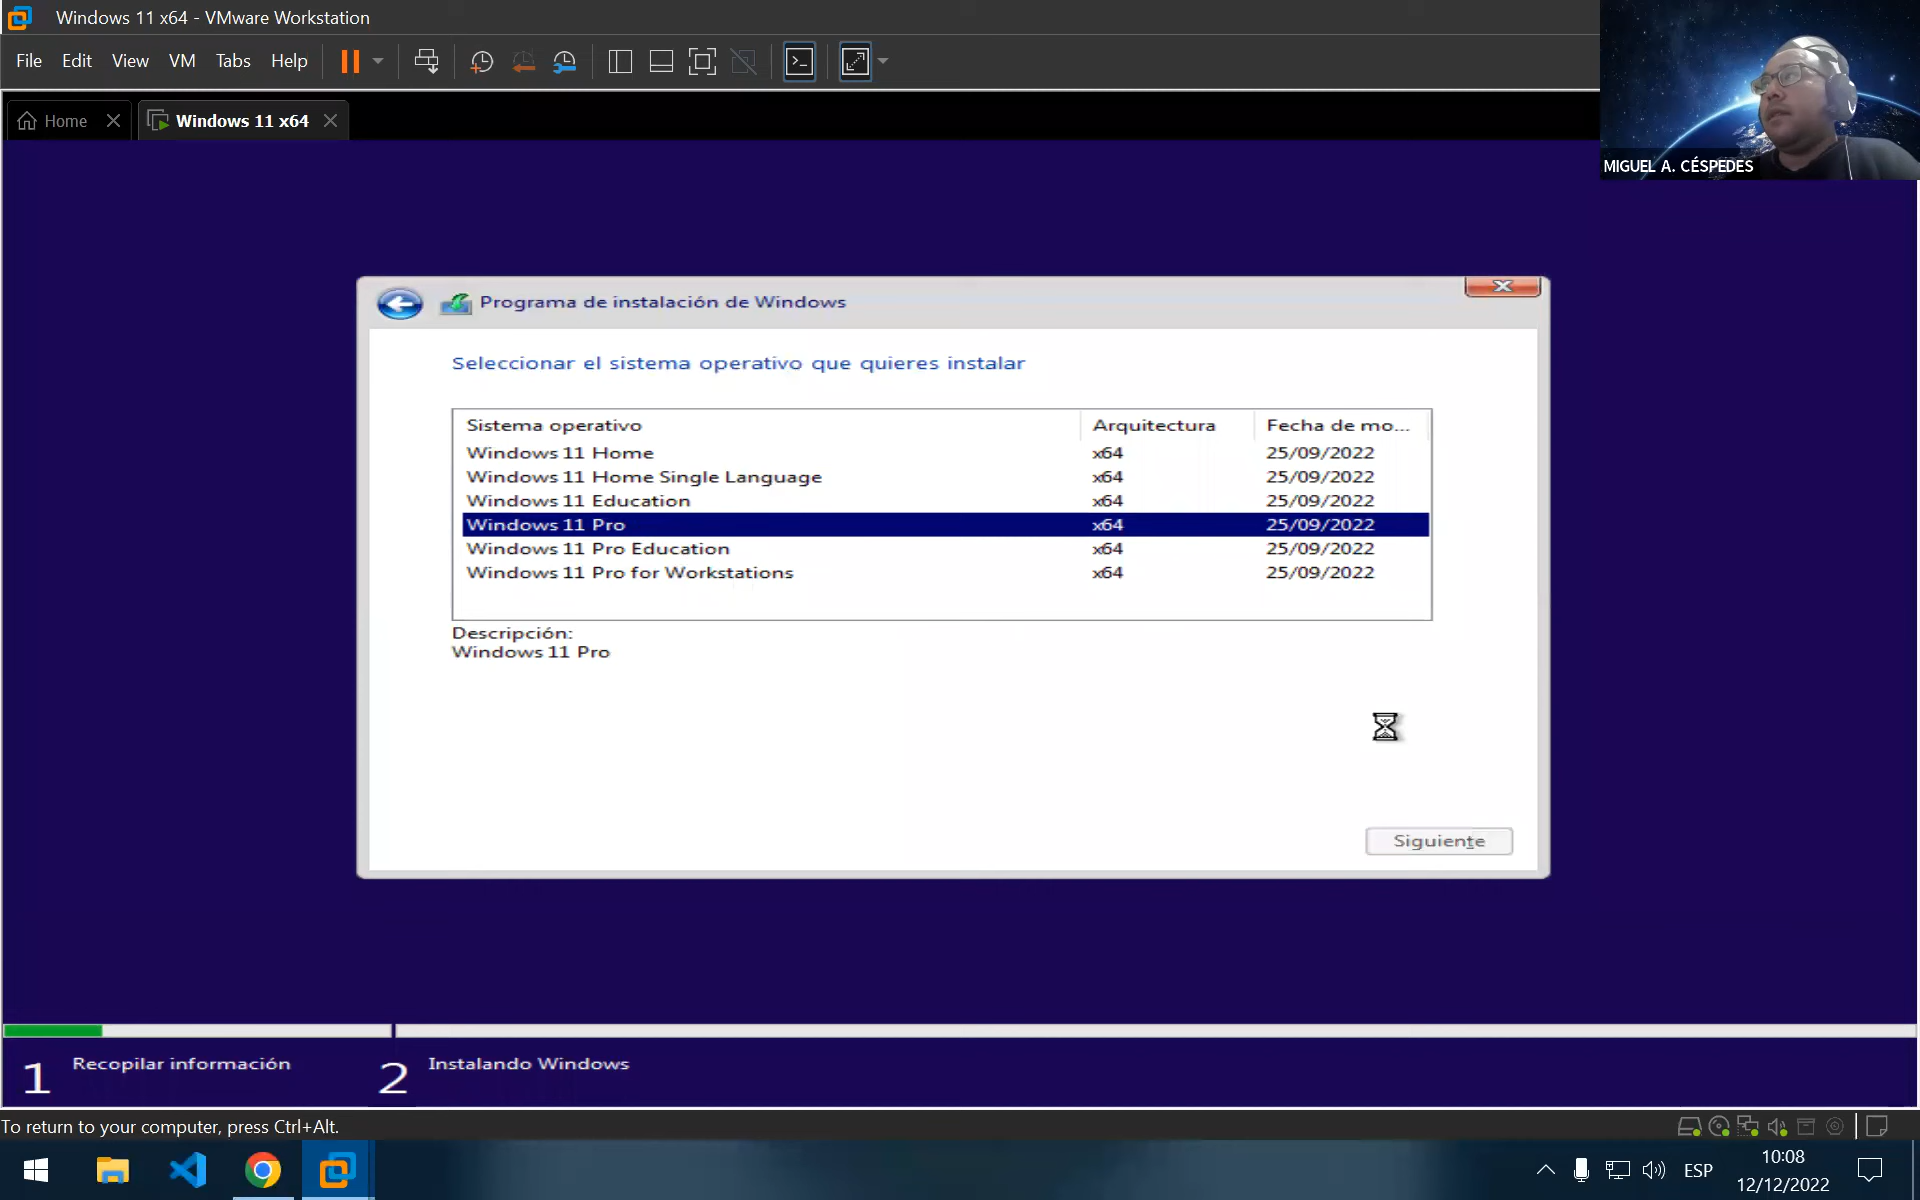 Windows 11 x64 - VMware Workstation
File Edit View VM Tabs Help
Home Windows 11 x64
MIGUEL A. CÉSPEDES
Programa de instalación de Windows
Seleccionar el sistema operativo que quieres instalar
Sistema operativo Arquitectura Fecha de mo...
Windows 11 Home x64 25/09/2022
Windows 11 Home Single Language x64 25/09/2022
Windows 11 Education x64 25/09/2022
Windows 11 Pro x64 25/09/2022
Windows 11 Pro Education x64 25/09/2022
Windows 11 Pro for Workstations x64 25/09/2022
Descripción:
Windows 11 Pro
Siguiente
1 Recopilar información 2 Instalando Windows
To return to your computer, press Ctrl+Alt.
ESP 10:08
12/12/2022